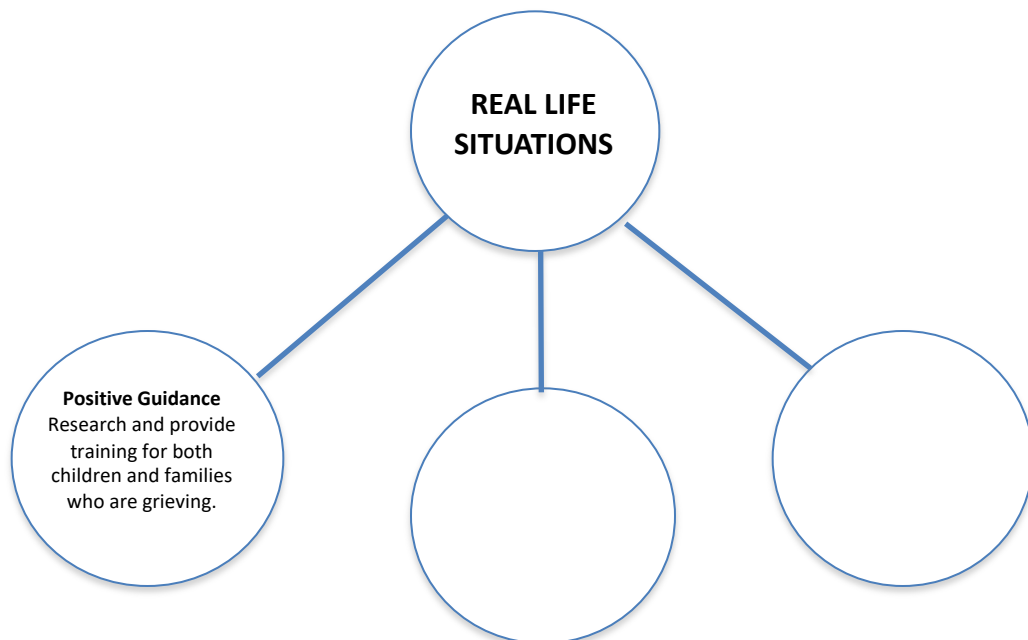 REAL LIFE
SITUATIONS
Positive Guidance
Research and provide
training for both
children and families
who are grieving.